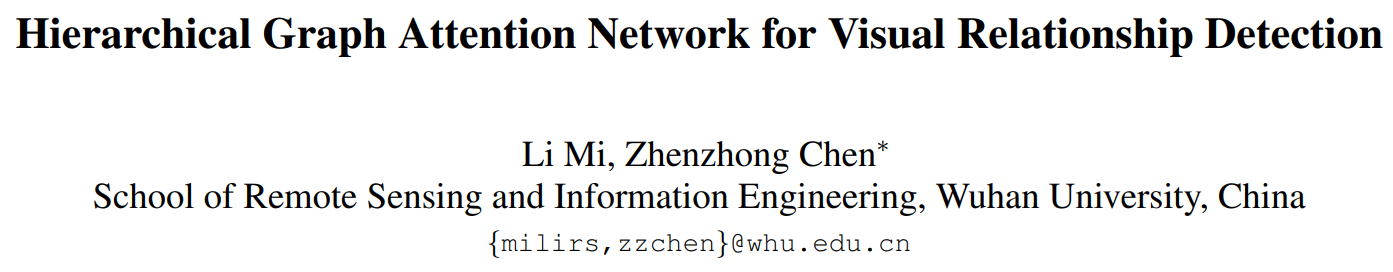 Hierarchical Graph Attention Network for Visual Relationship Detection
Li Mi, Zhenzhong Chen*
School of Remote Sensing and Information Engineering, Wuhan University, China
{milirs,zzchen}@whu.edu.cn